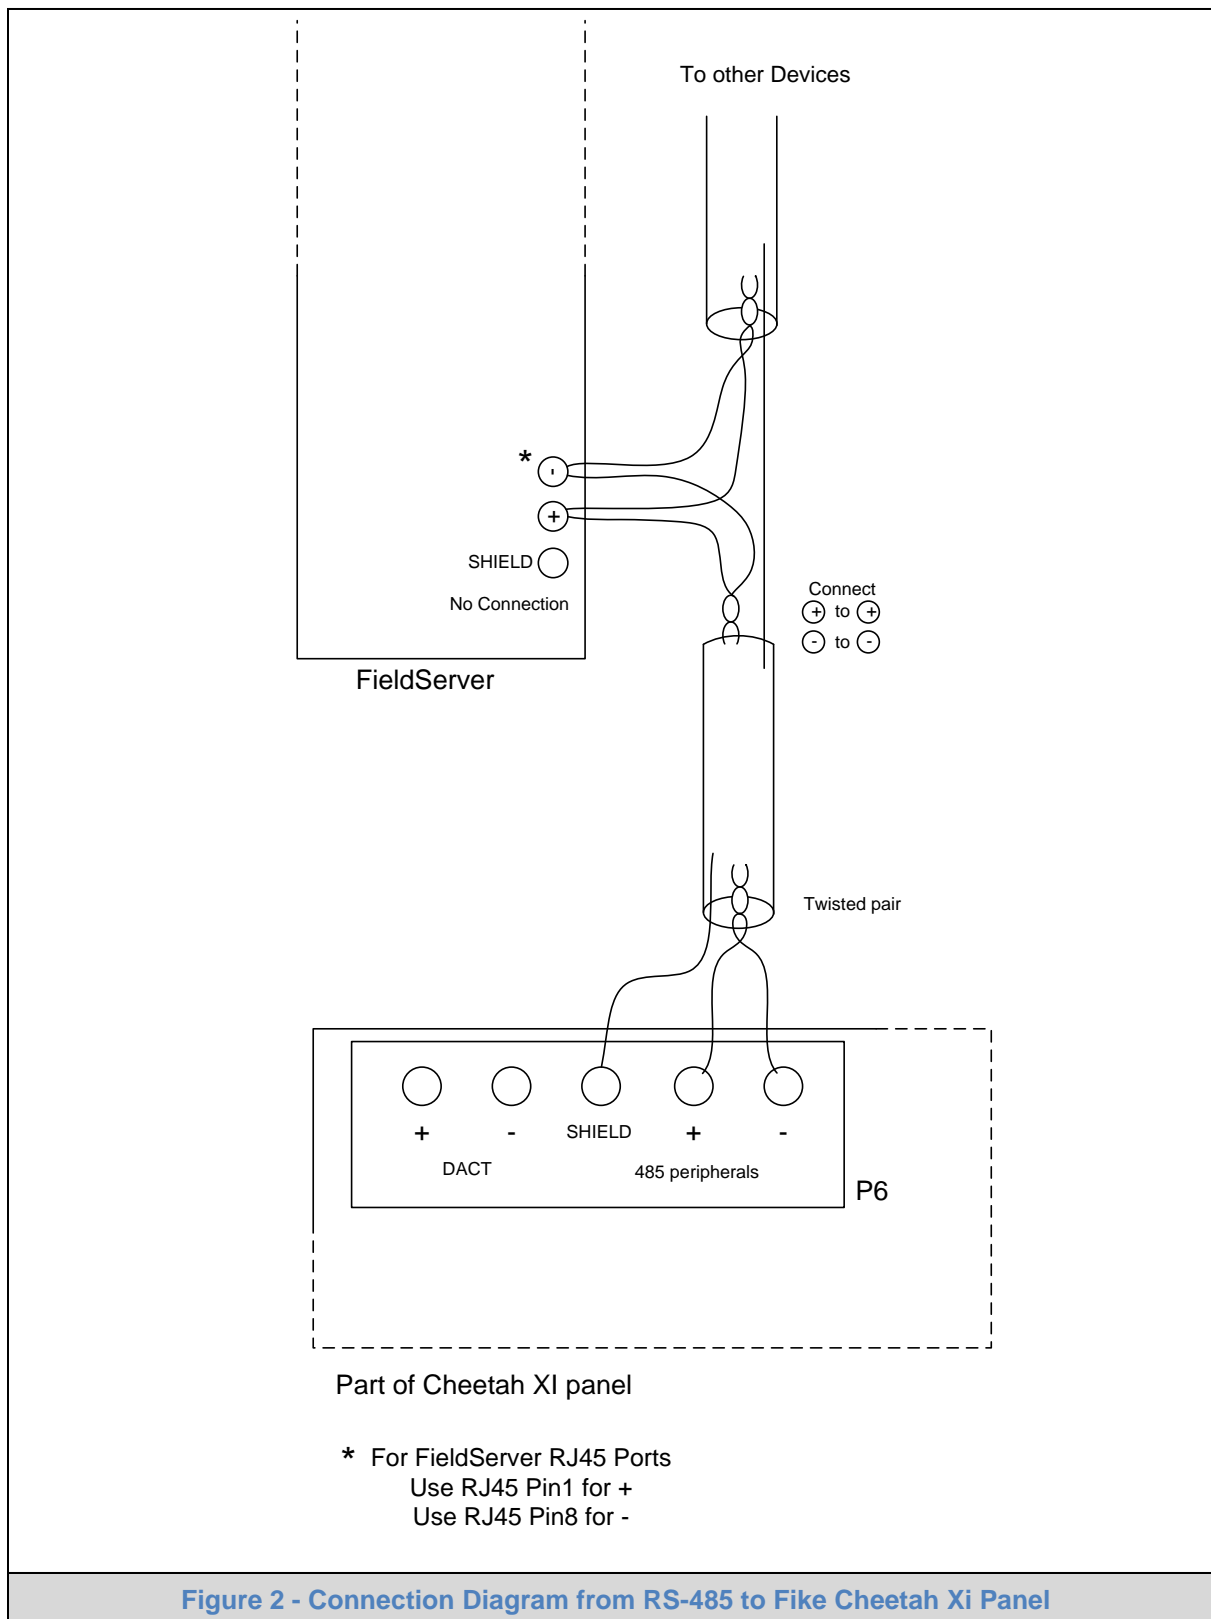 To other Devices
*
-
+
SHIELD
No Connection
FieldServer
Connect
+ to +
- to -
Twisted pair
+ - SHIELD + -
DACT 485 peripherals
P6
Part of Cheetah XI panel
* For FieldServer RJ45 Ports
Use RJ45 Pin1 for +
Use RJ45 Pin8 for -
Figure 2 - Connection Diagram from RS-485 to Fike Cheetah Xi Panel